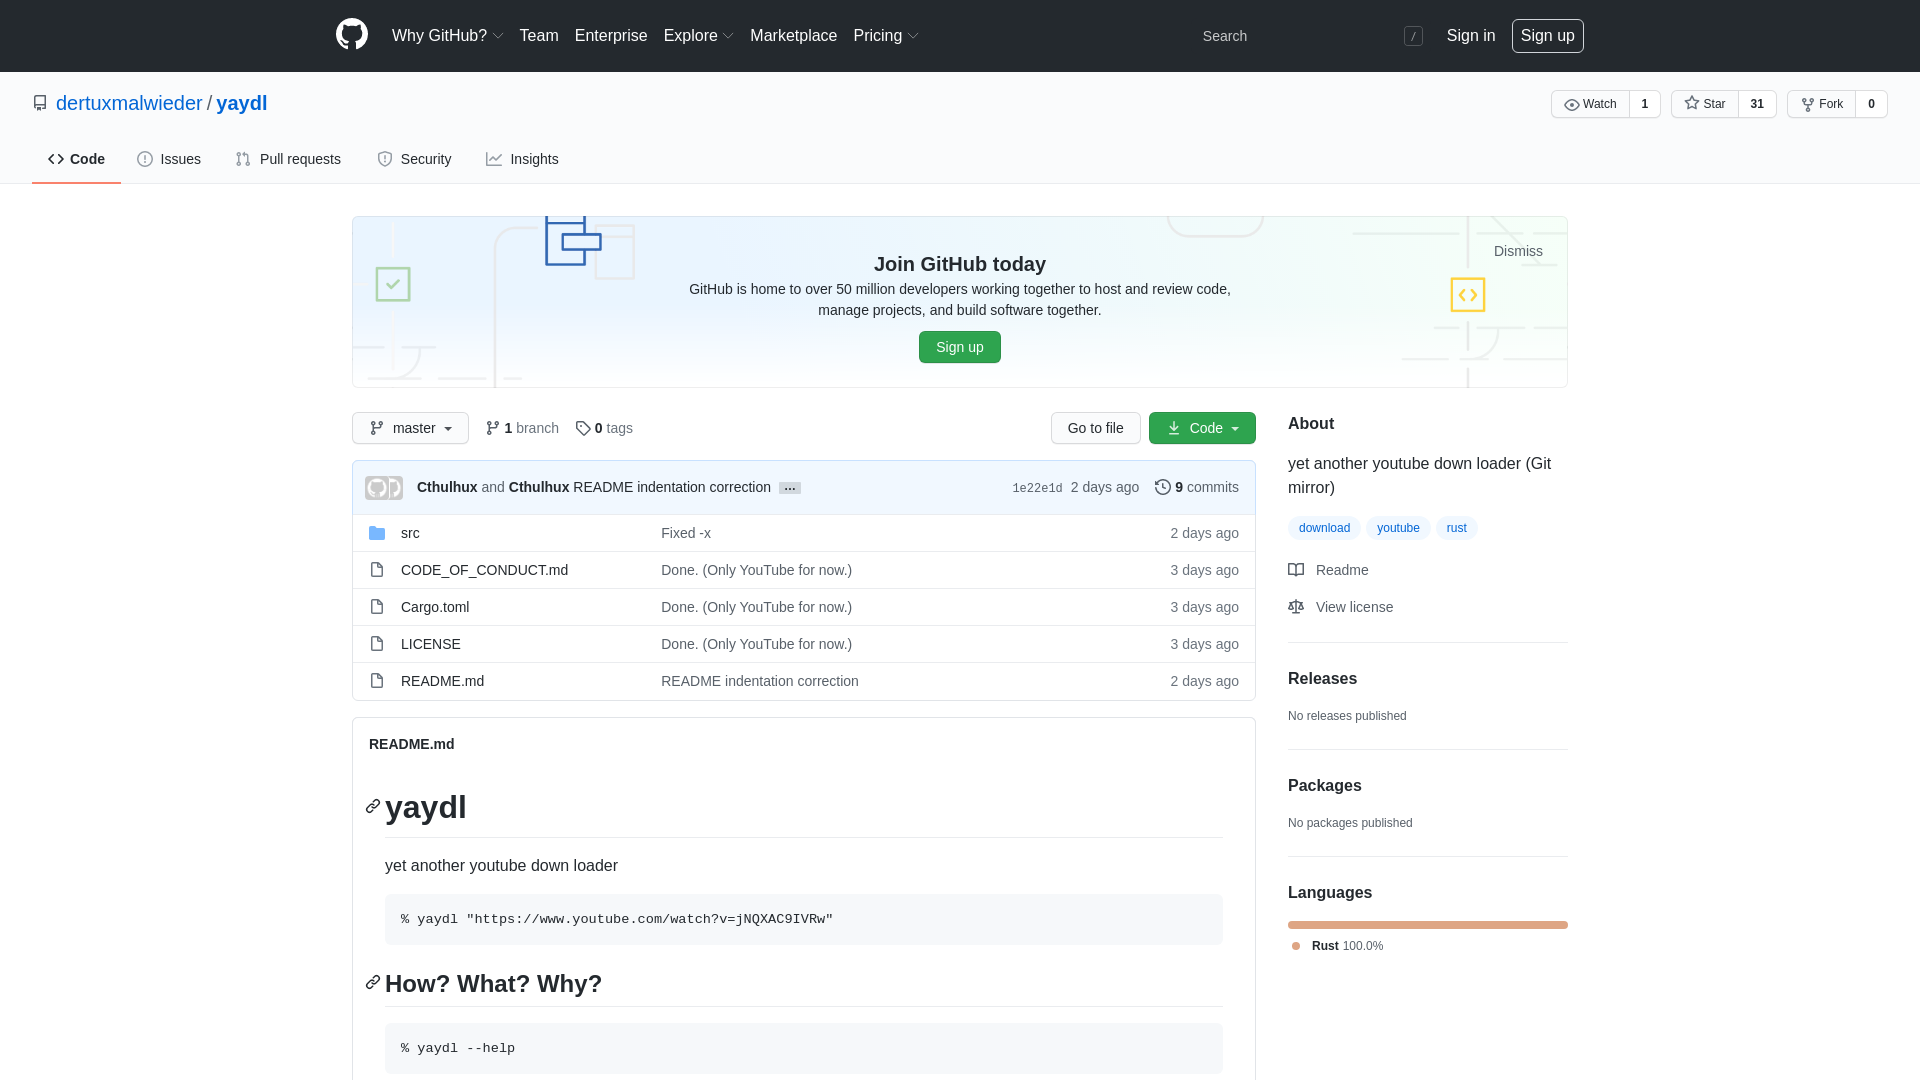 Why GitHub? Team Enterprise Explore Marketplace Pricing Search / Sign in Sign up
dertuxmalwieder / yaydl Watch 1 Star 31 Fork 0
Code Issues Pull requests Security Insights
Dismiss
Join GitHub today
GitHub is home to over 50 million developers working together to host and review code,
manage projects, and build software together.
Sign up
master 1 branch 0 tags Go to file Code
Cthulhux and Cthulhux README indentation correction … 1e22e1d 2 days ago 9 commits
src Fixed -x 2 days ago
CODE_OF_CONDUCT.md Done. (Only YouTube for now.) 3 days ago
Cargo.toml Done. (Only YouTube for now.) 3 days ago
LICENSE Done. (Only YouTube for now.) 3 days ago
README.md README indentation correction 2 days ago
README.md
yaydl
yet another youtube down loader
% yaydl "https://www.youtube.com/watch?v=jNQXAC9IVRw"
How? What? Why?
% yaydl --help
About
yet another youtube down loader (Git
mirror)
download youtube rust
Readme
View license
Releases
No releases published
Packages
No packages published
Languages
Rust 100.0%